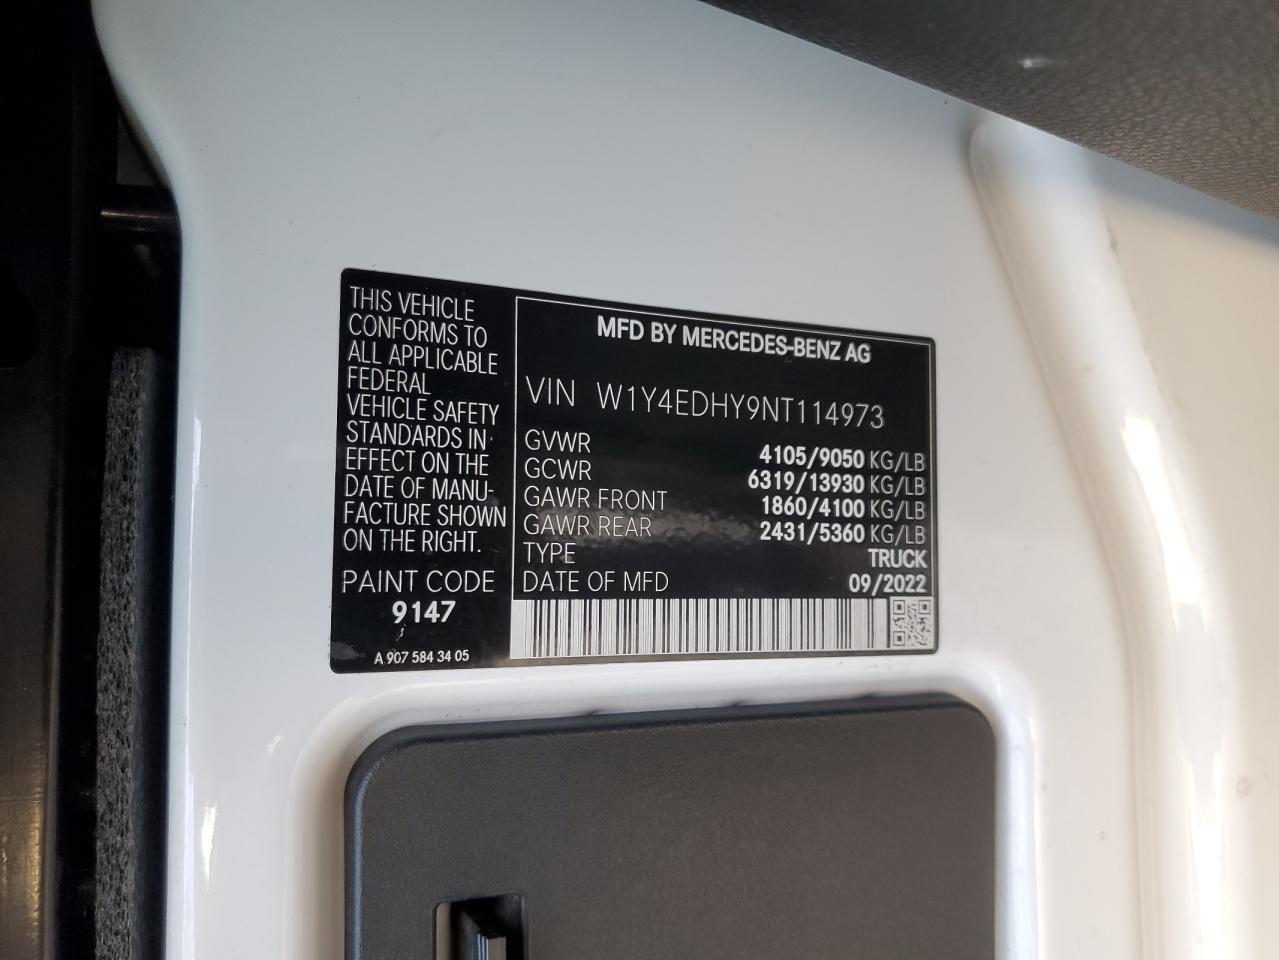 THIS VEHICLE
CONFORMS TO
ALL APPLICABLE
FEDERAL
VEHICLE SAFETY
STANDARDS IN
EFFECT ON THE
DATE OF MANU-
FACTURE SHOWN
ON THE RIGHT.
PAINT CODE
9147
A 907 584 34 05
MFD BY MERCEDES-BENZ AG
VIN W1Y4EDHY9NT114973
GVWR 4105/9050 KG/LB
GCWR 6319/13930 KG/LB
GAWR FRONT 1860/4100 KG/LB
GAWR REAR 2431/5360 KG/LB
TYPE TRUCK
DATE OF MFD 09/2022